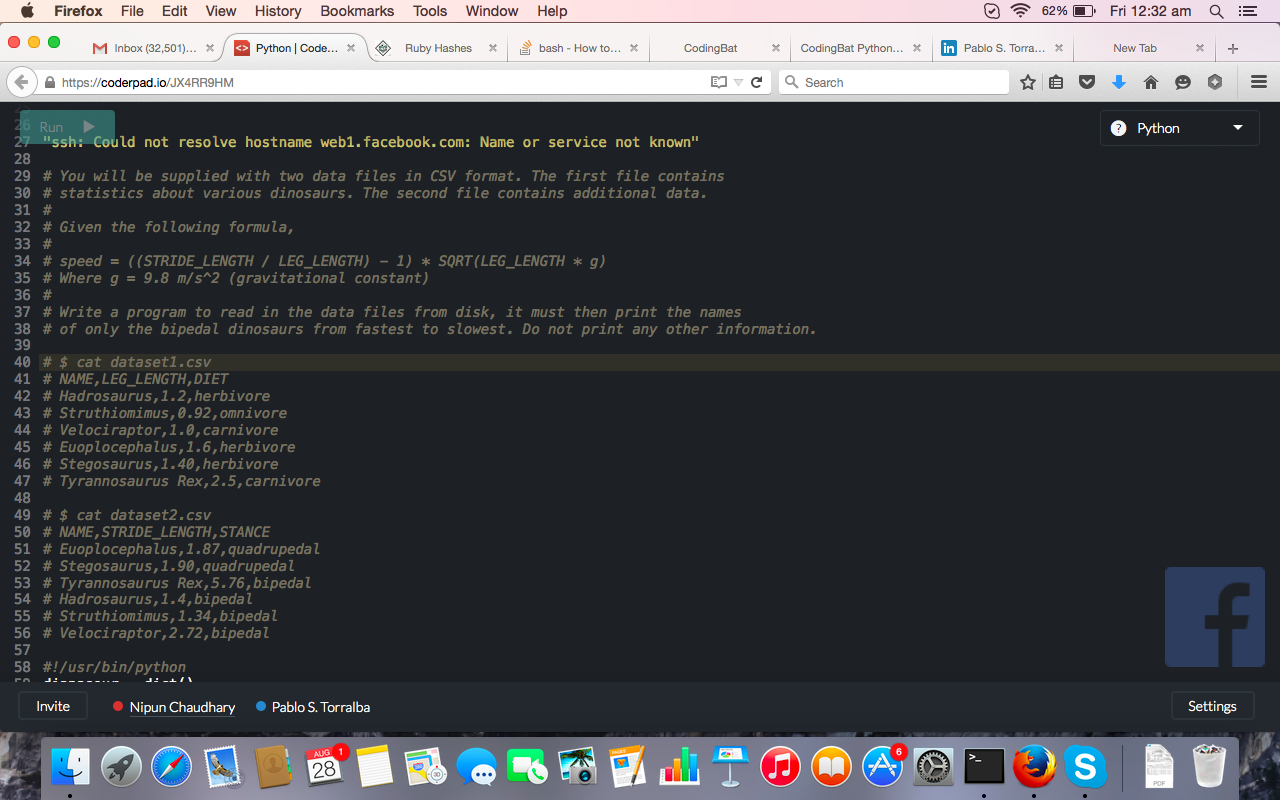 Firefox File Edit View History Bookmarks Tools Window Help 62% Fri 12:32 am
Inbox (32,501)... Python | Code... Ruby Hashes bash - How to... CodingBat CodingBat Python... Pablo S. Torra... New Tab
https://coderpad.io/JX4RR9HM Search
26
Run
Python
27 "ssh: Could not resolve hostname web1.facebook.com: Name or service not known"
28
29 # You will be supplied with two data files in CSV format. The first file contains
30 # statistics about various dinosaurs. The second file contains additional data.
31 #
32 # Given the following formula,
33 #
34 # speed = ((STRIDE_LENGTH / LEG_LENGTH) - 1) * SQRT(LEG_LENGTH * g)
35 # Where g = 9.8 m/s^2 (gravitational constant)
36 #
37 # Write a program to read in the data files from disk, it must then print the names
38 # of only the bipedal dinosaurs from fastest to slowest. Do not print any other information.
39
40 # $ cat dataset1.csv
41 # NAME,LEG_LENGTH,DIET
42 # Hadrosaurus,1.2,herbivore
43 # Struthiomimus,0.92,omnivore
44 # Velociraptor,1.0,carnivore
45 # Euoplocephalus,1.6,herbivore
46 # Stegosaurus,1.40,herbivore
47 # Tyrannosaurus Rex,2.5,carnivore
48
49 # $ cat dataset2.csv
50 # NAME,STRIDE_LENGTH,STANCE
51 # Euoplocephalus,1.87,quadrupedal
52 # Stegosaurus,1.90,quadrupedal
53 # Tyrannosaurus Rex,5.76,bipedal
54 # Hadrosaurus,1.4,bipedal
55 # Struthiomimus,1.34,bipedal
56 # Velociraptor,2.72,bipedal
57
58 #!/usr/bin/python
Invite Nipun Chaudhary Pablo S. Torralba Settings
AUG 28 1 6
PDF